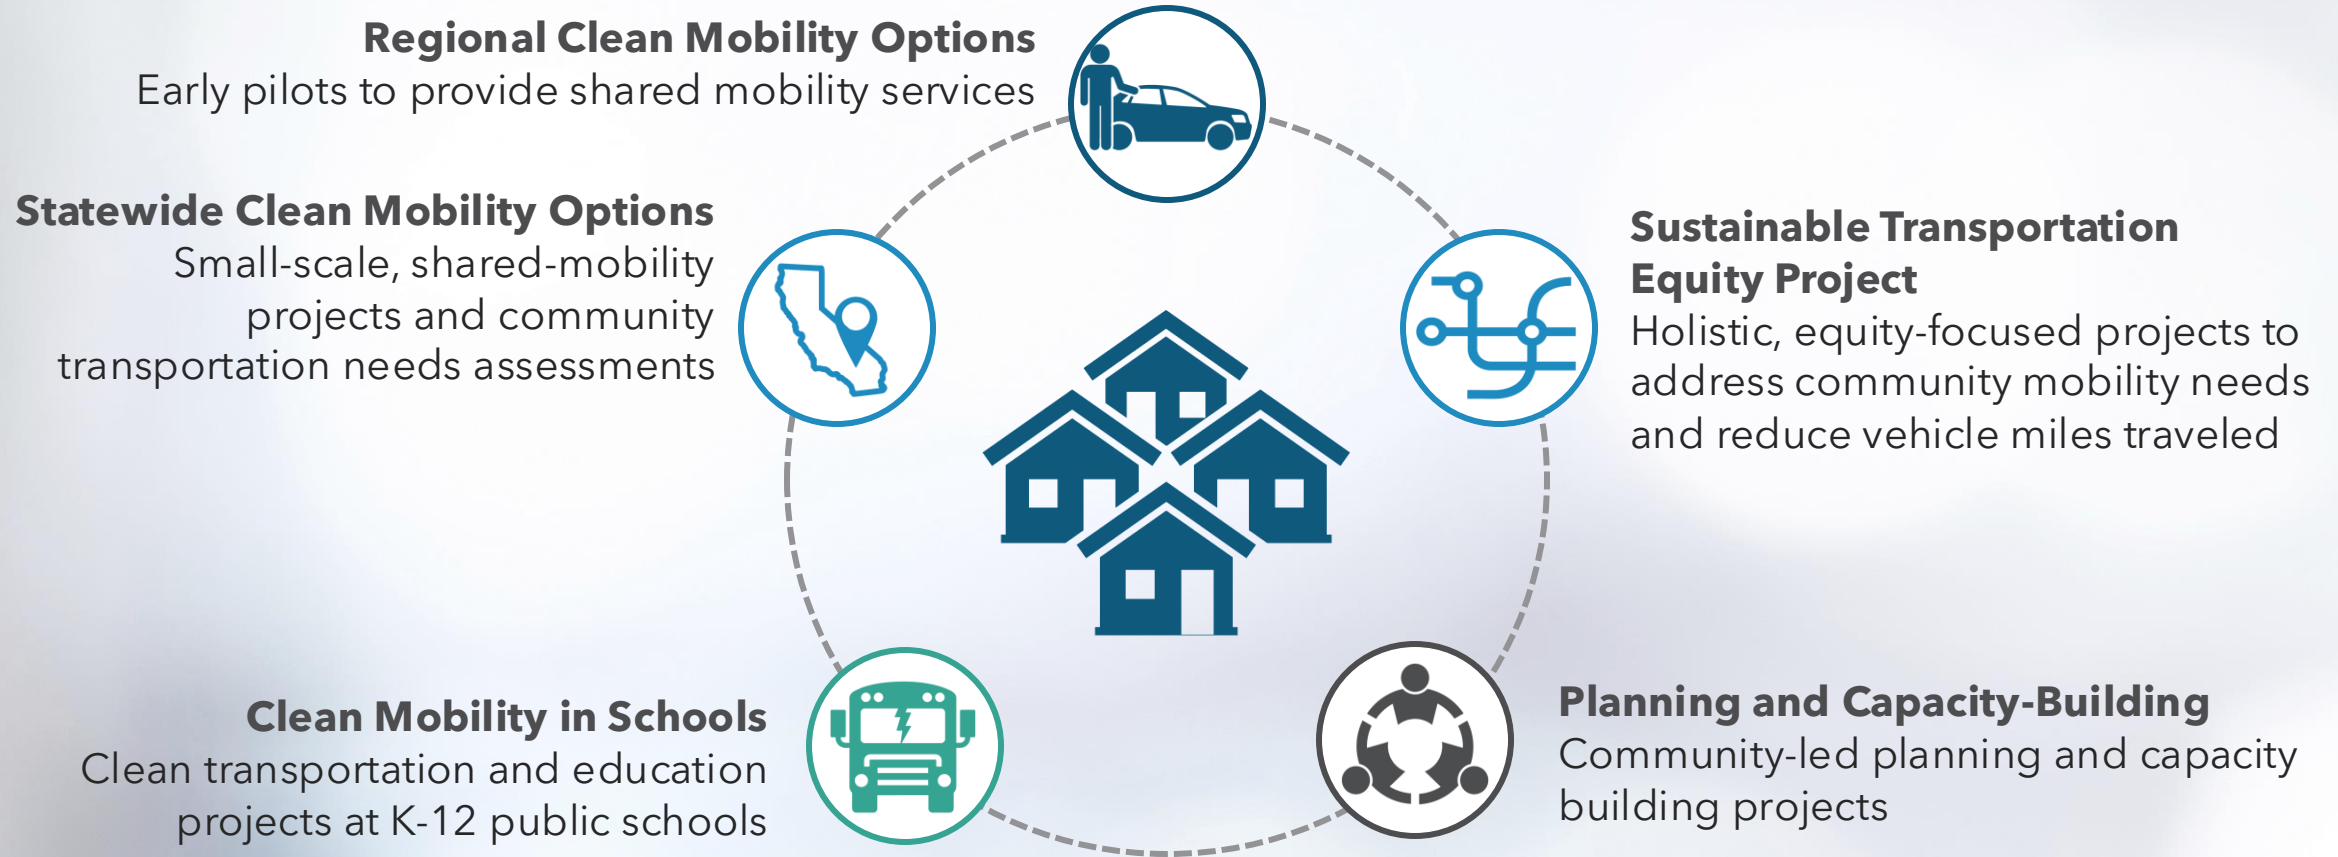 Regional Clean Mobility Options
Early pilots to provide shared mobility services
Statewide Clean Mobility Options
Small-scale, shared-mobility
projects and community
transportation needs assessments
Sustainable Transportation
Equity Project
Holistic, equity-focused projects to
address community mobility needs
and reduce vehicle miles traveled
Clean Mobility in Schools
Clean transportation and education
projects at K-12 public schools
Planning and Capacity-Building
Community-led planning and capacity
building projects